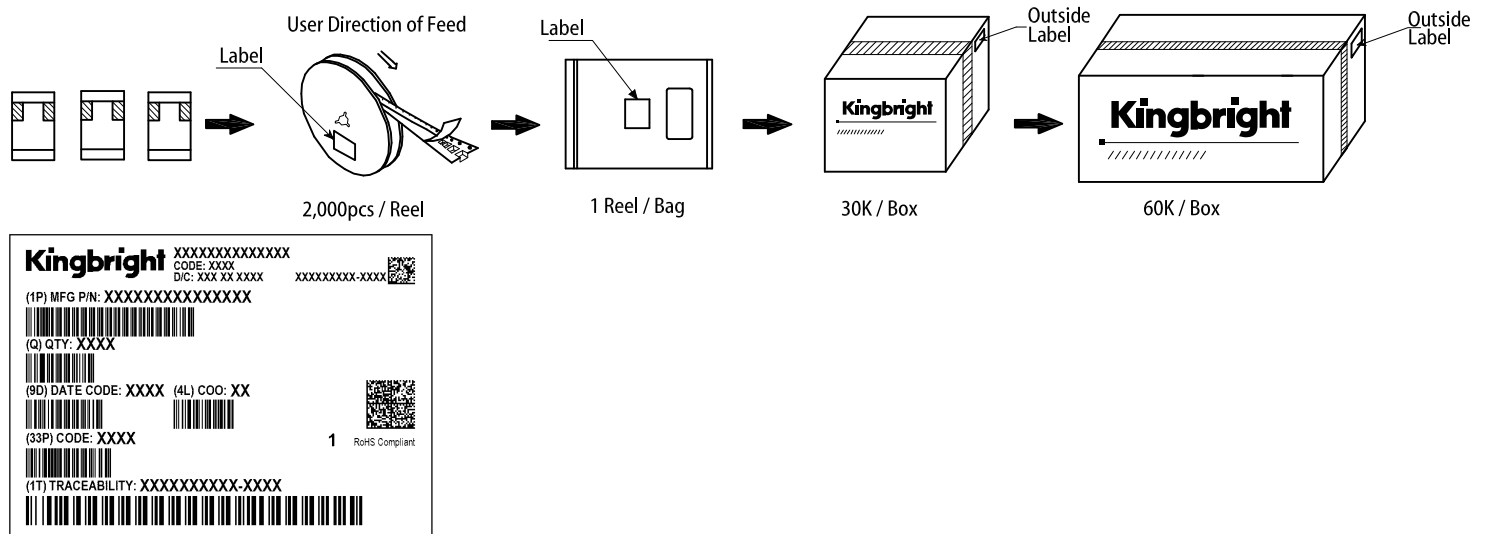 User Direction of Feed
Label
Label
Outside
Label
Outside
Label
Kingbright
Kingbright
2,000pcs / Reel
1 Reel / Bag
30K / Box
60K / Box
Kingbright
XXXXXXXXXXXXXX
CODE: XXXX
D/C: XXX XX XXXX
XXXXXXXXX-XXXX
(1P) MFG P/N: XXXXXXXXXXXXXXX
(Q) QTY: XXXX
(9D) DATE CODE: XXXX (4L) COO: XX
(33P) CODE: XXXX
1 RoHS Compliant
(1T) TRACEABILITY: XXXXXXXXXX-XXXX